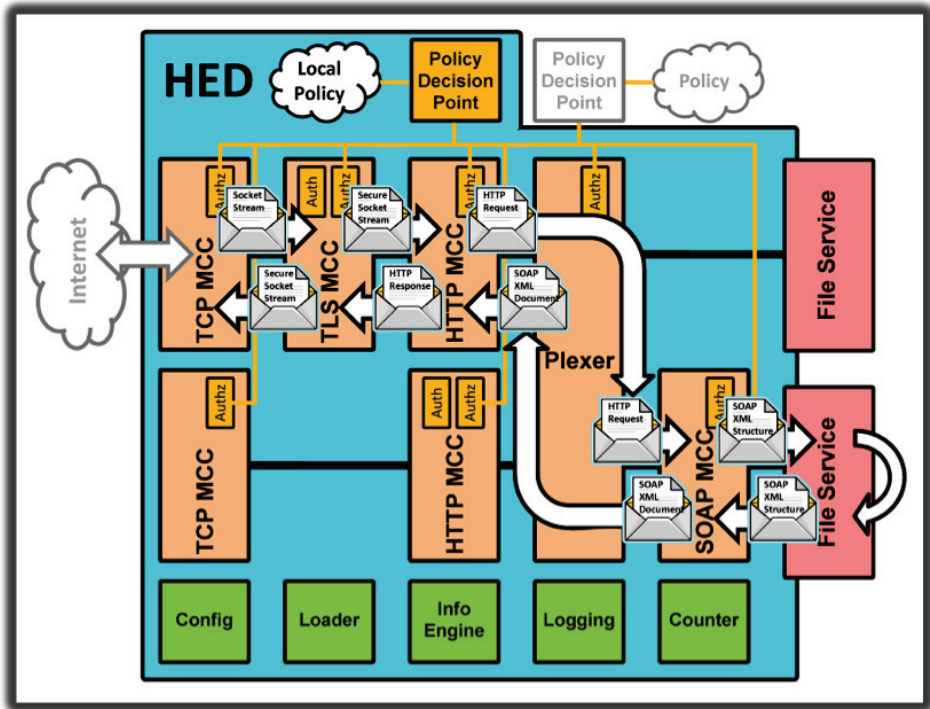 HED
Local
Policy
Policy
Decision
Point
Policy
Decision
Point
Policy
Internet
TCP MCC
Authz
Socket
Stream
Secure
Socket
Stream
TLS MCC
Auth
Authz
Secure
Socket
Stream
HTTP
Response
HTTP MCC
Authz
HTTP
Request
SOAP
XML
Document
Plexer
Authz
File Service
TCP MCC
Authz
HTTP MCC
Auth
Authz
HTTP
Request
SOAP
XML
Document
SOAP MCC
Authz
SOAP
XML
Structure
SOAP
XML
Structure
File Service
Config
Loader
Info
Engine
Logging
Counter